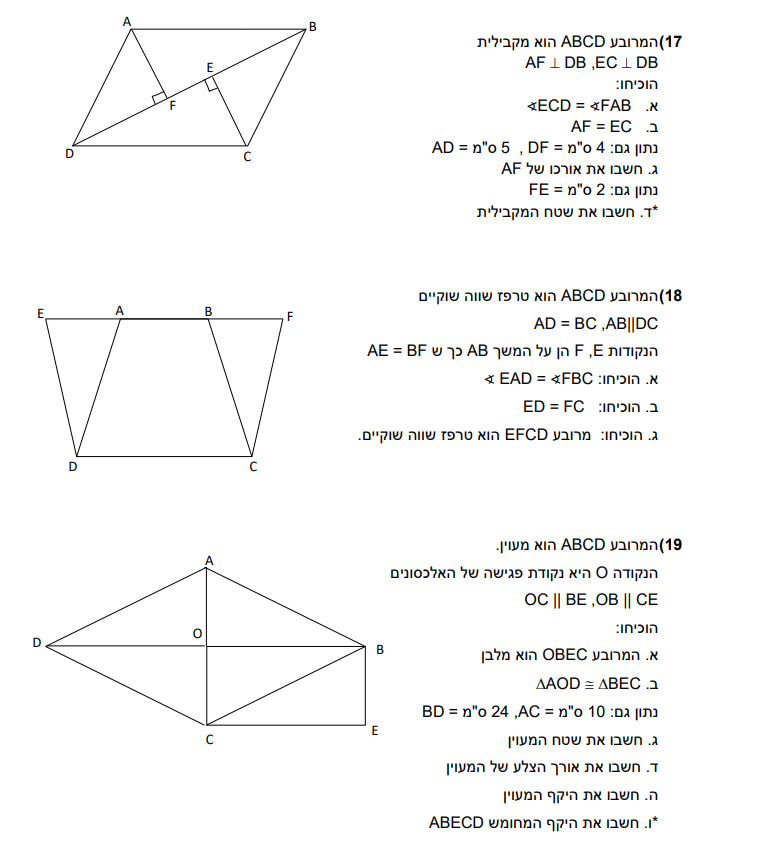 17)המרובע ABCD הוא מקבילית
AF ⊥ DB ,EC ⊥ DB
הוכיחו:
א. ∢ECD = ∢FAB
ב. AF = EC
נתון גם: 4 ס"מ = DF , 5 ס"מ = AD
ג. חשבו את אורכו של AF
נתון גם: 2 ס"מ = FE
*ד. חשבו את שטח המקבילית
A
B
E
F
D
C
18)המרובע ABCD הוא טרפז שווה שוקיים
AD = BC ,AB||DC
הנקודות F ,E הן על המשך AB כך ש AE = BF
א. הוכיחו: ∢ EAD = ∢FBC
ב. הוכיחו: ED = FC
ג. הוכיחו: מרובע EFCD הוא טרפז שווה שוקיים.
E
A
B
F
D
C
19)המרובע ABCD הוא מעוין.
הנקודה O היא נקודת פגישה של האלכסונים
OC || BE ,OB || CE
הוכיחו:
א. המרובע OBEC הוא מלבן
ב. ∆AOD ≅ ∆BEC
נתון גם: 10 ס"מ = AC, 24 ס"מ = BD
ג. חשבו את שטח המעוין
ד. חשבו את אורך הצלע של המעוין
ה. חשבו את היקף המעוין
*ו. חשבו את היקף המחומש ABECD
A
O
D
B
C
E